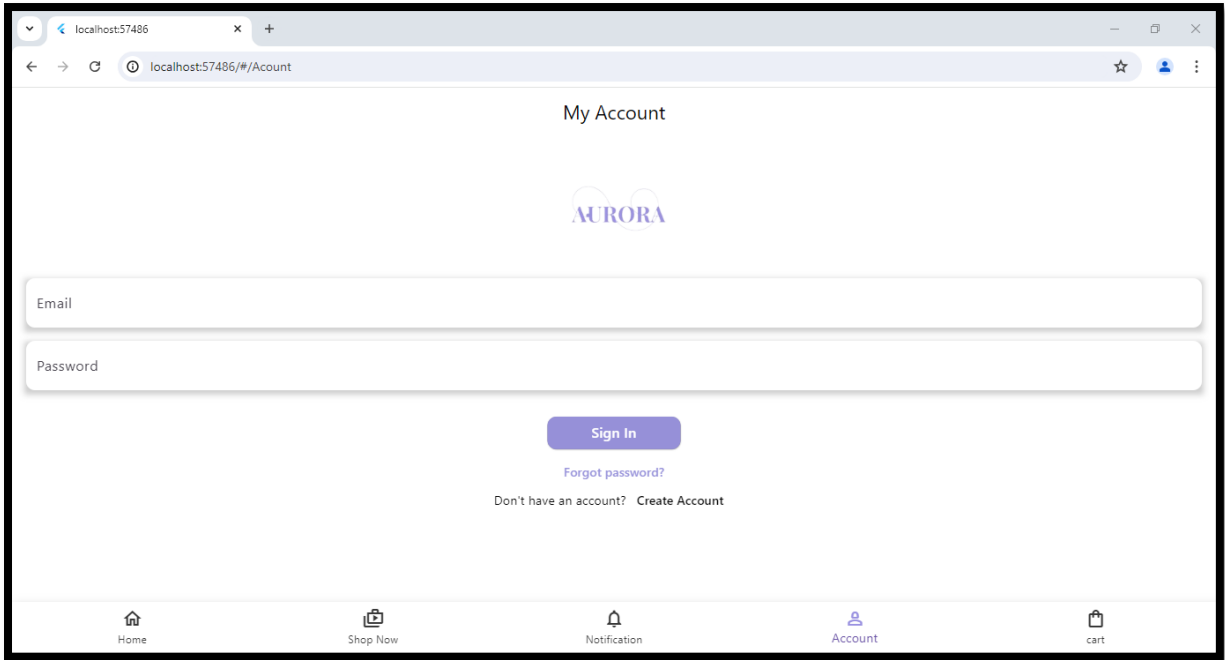 localhost:57486
localhost:57486/#/Acount
My Account
AURORA
Email
Password
Sign In
Forgot password?
Don't have an account? Create Account
Home Shop Now Notification Account cart